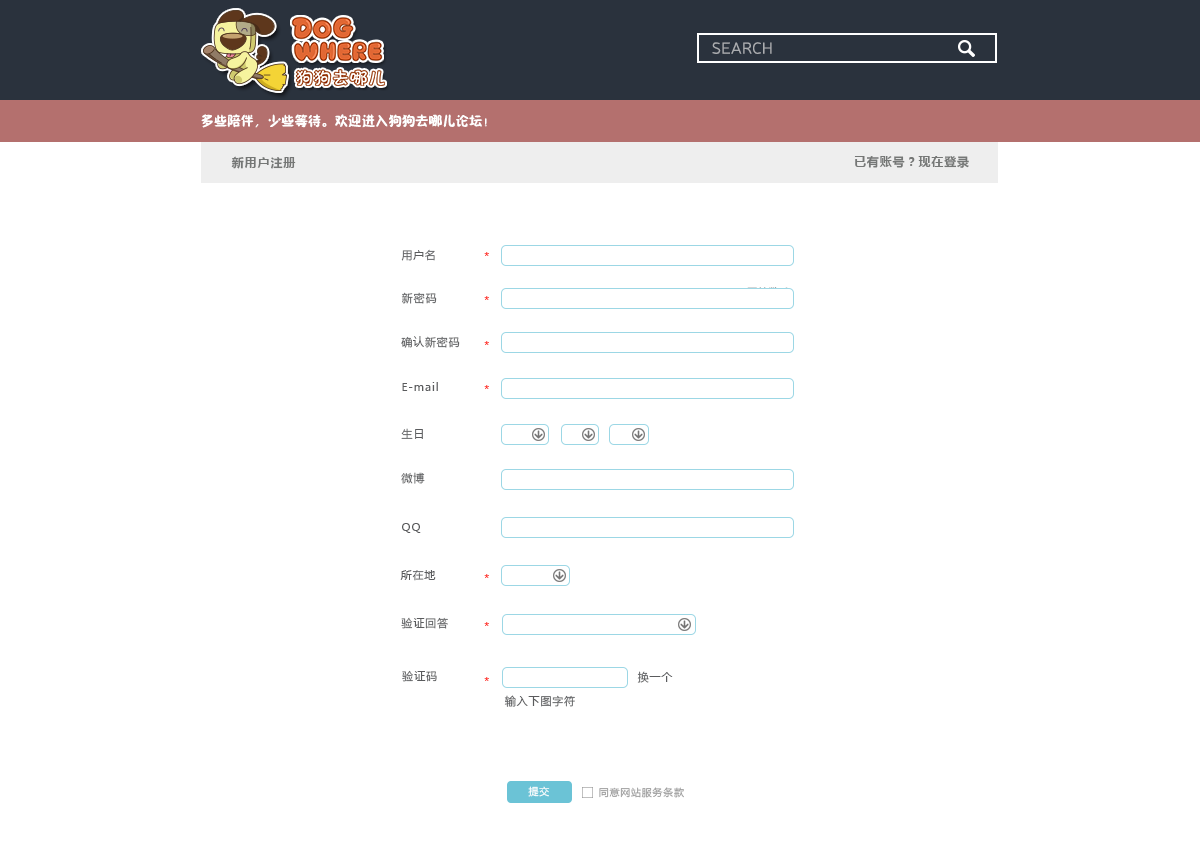 DOG
WHERE
狗狗去哪儿
SEARCH
多些陪伴，少些等待。欢迎进入狗狗去哪儿论坛！
新用户注册
已有账号？现在登录
用户名 *
新密码 *
确认新密码 *
E-mail *
生日
微博
QQ
所在地 *
验证回答 *
验证码 * 换一个
输入下图字符
提交 同意网站服务条款